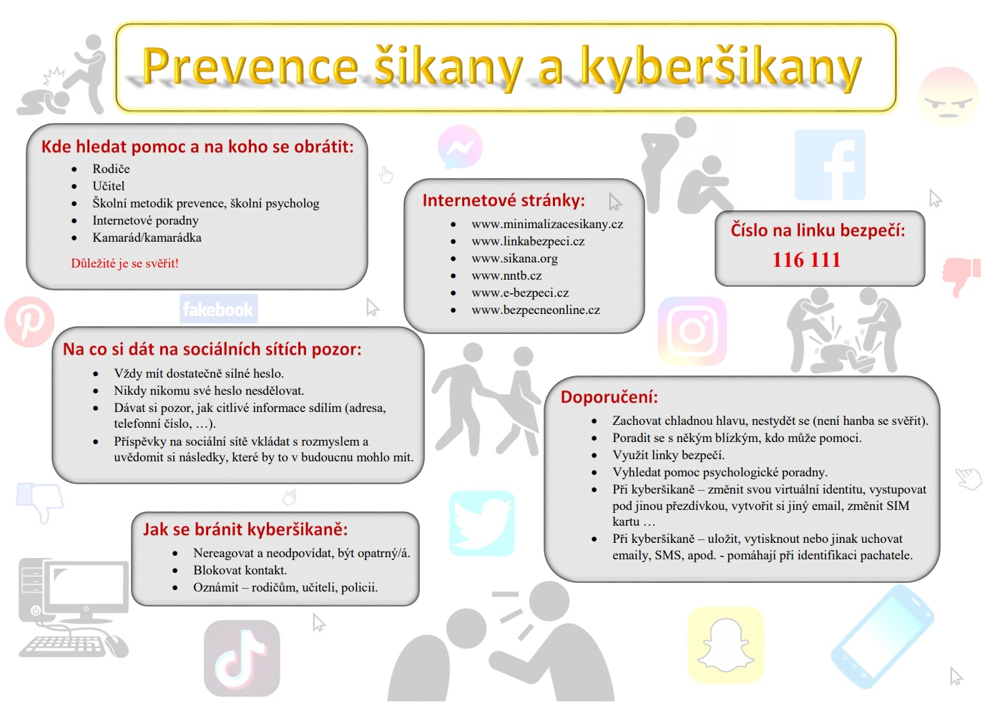 Prevence šikany a kyberšikany
Kde hledat pomoc a na koho se obrátit:
• Rodiče
• Učitel
• Školní metodik prevence, školní psycholog
• Internetové poradny
• Kamarád/kamarádka
Důležité je se svěřit!
Internetové stránky:
• www.minimalizacesikany.cz
• www.linkabezpeci.cz
• www.sikana.org
• www.nntb.cz
• www.e-bezpeci.cz
• www.bezpecneonline.cz
Číslo na linku bezpečí:
116 111
fakebook
Na co si dát na sociálních sítích pozor:
• Vždy mít dostatečně silné heslo.
• Nikdy nikomu své heslo nesdělovat.
• Dávat si pozor, jak citlivé informace sdílím (adresa,
telefonní číslo, …).
• Příspěvky na sociální sítě vkládat s rozmyslem a
uvědomit si následky, které by to v budoucnu mohlo mít.
Doporučení:
• Zachovat chladnou hlavu, nestydět se (není hanba se svěřit).
• Poradit se s někým blízkým, kdo může pomoci.
• Využít linky bezpečí.
• Vyhledat pomoc psychologické poradny.
• Při kyberšikaně – změnit svou virtuální identitu, vystupovat
pod jinou přezdívkou, vytvořit si jiný email, změnit SIM
kartu …
• Při kyberšikaně – uložit, vytisknout nebo jinak uchovat
emaily, SMS, apod. - pomáhají při identifikaci pachatele.
Jak se bránit kyberšikaně:
• Nereagovat a neodpovídat, být opatrný/á.
• Blokovat kontakt.
• Oznámit – rodičům, učiteli, policii.